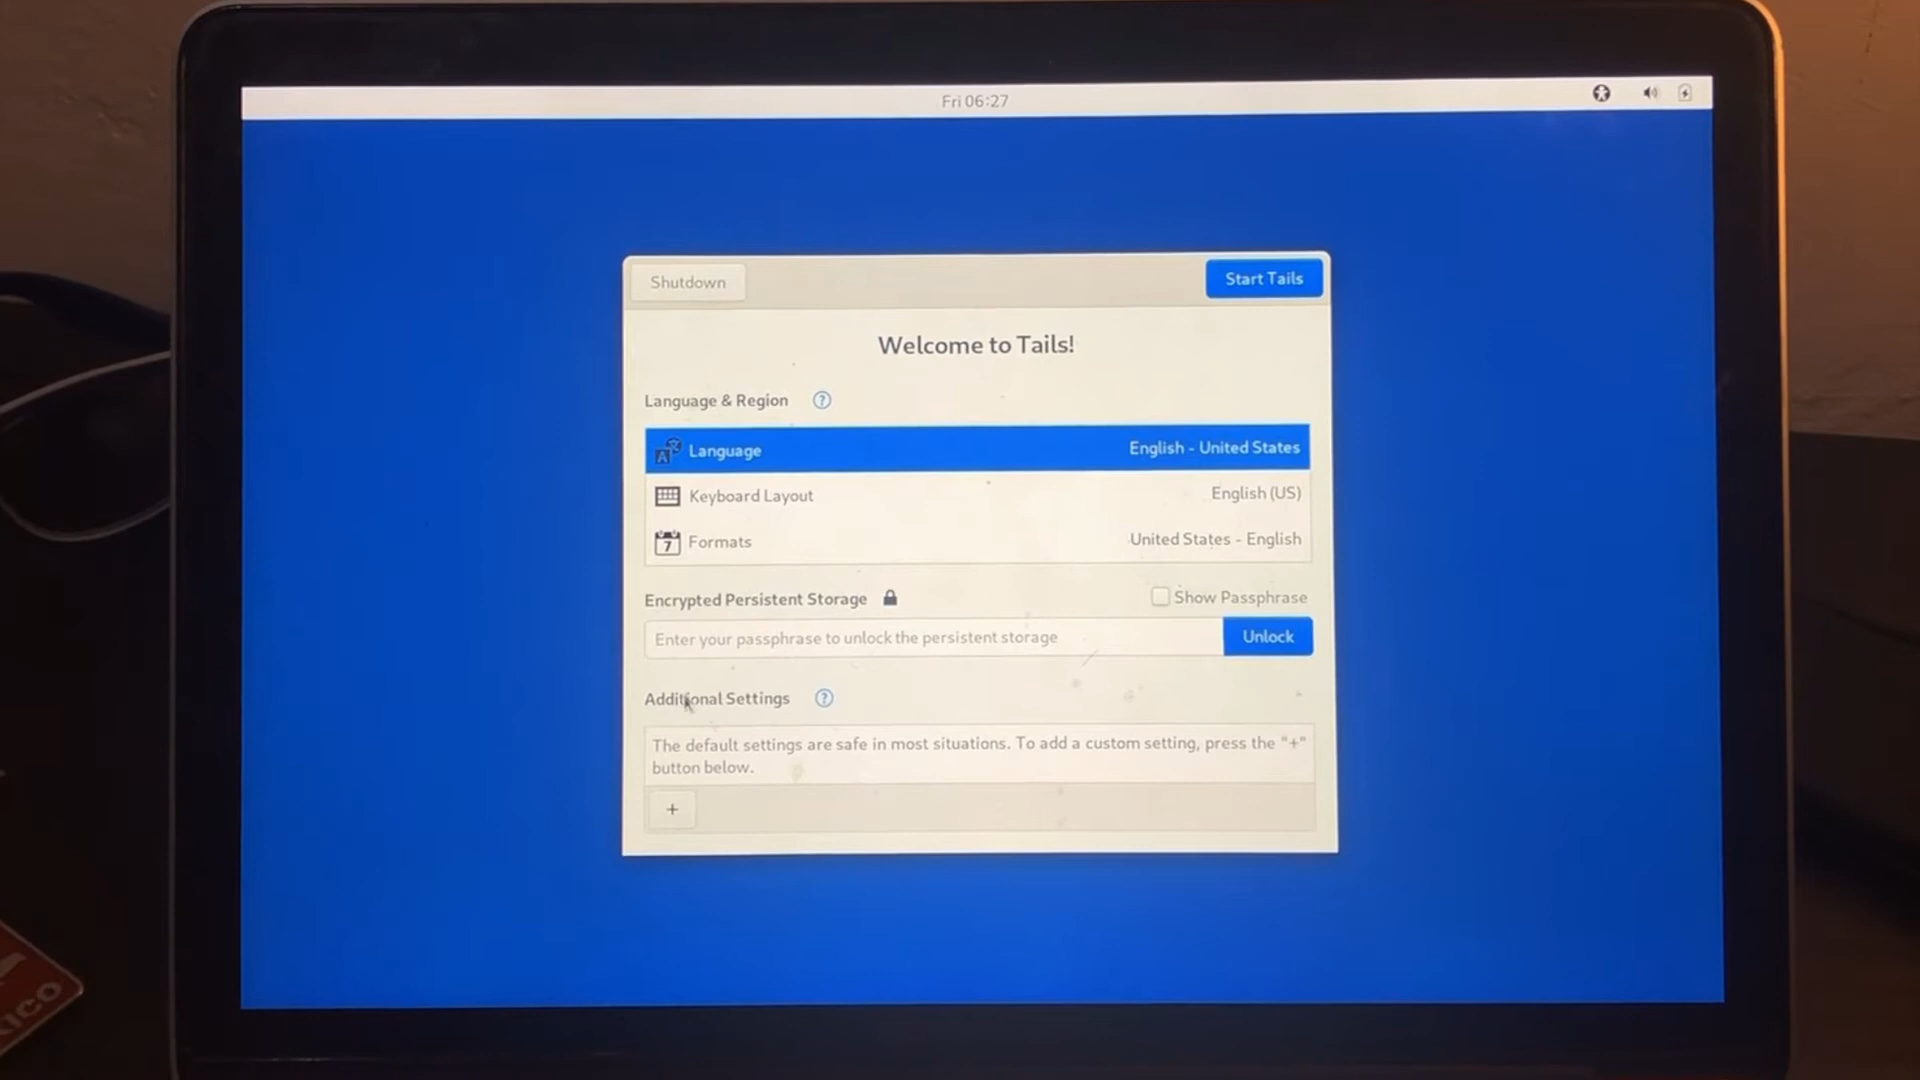 Fri 06:27
Shutdown
Start Tails
Welcome to Tails!
Language & Region ?
Language English - United States
Keyboard Layout English (US)
7 Formats United States - English
Encrypted Persistent Storage Show Passphrase
Enter your passphrase to unlock the persistent storage Unlock
Additional Settings ?
The default settings are safe in most situations. To add a custom setting, press the "+"
button below.
+